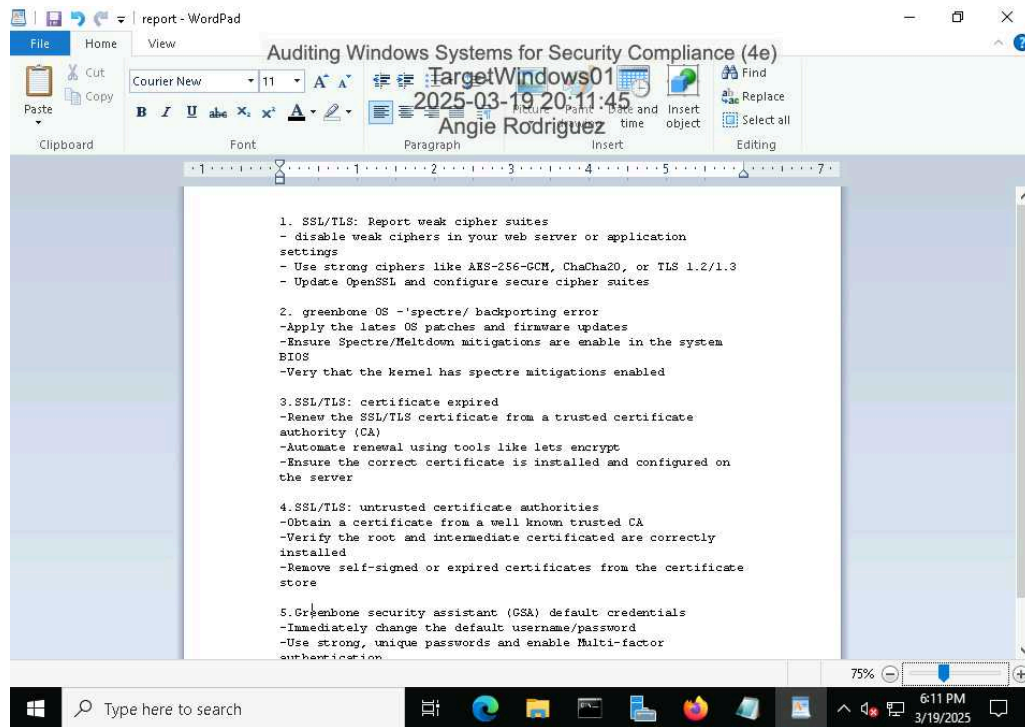 report - WordPad
File Home View
Auditing Windows Systems for Security Compliance (4e)
TargetWindows01
2025-03-19 20:11:45
Angie Rodriguez
Paste
Cut
Copy
Clipboard
Courier New 11
B I U abc X₂ X² A
Font
Paragraph
Picture Paint drawing Date and time Insert object
Insert
Find
Replace
Select all
Editing
1 1 2 3 4 5 7
1. SSL/TLS: Report weak cipher suites
- disable weak ciphers in your web server or application
settings
- Use strong ciphers like AES-256-GCM, ChaCha20, or TLS 1.2/1.3
- Update OpenSSL and configure secure cipher suites
2. greenbone OS -'spectre/ backporting error
-Apply the lates OS patches and firmware updates
-Ensure Spectre/Meltdown mitigations are enable in the system
BIOS
-Very that the kernel has spectre mitigations enabled
3.SSL/TLS: certificate expired
-Renew the SSL/TLS certificate from a trusted certificate
authority (CA)
-Automate renewal using tools like lets encrypt
-Ensure the correct certificate is installed and configured on
the server
4.SSL/TLS: untrusted certificate authorities
-Obtain a certificate from a well known trusted CA
-Verify the root and intermediate certificated are correctly
installed
-Remove self-signed or expired certificates from the certificate
store
5.Greenbone security assistant (GSA) default credentials
-Immediately change the default username/password
-Use strong, unique passwords and enable Multi-factor
authentication
75%
Type here to search
6:11 PM
3/19/2025